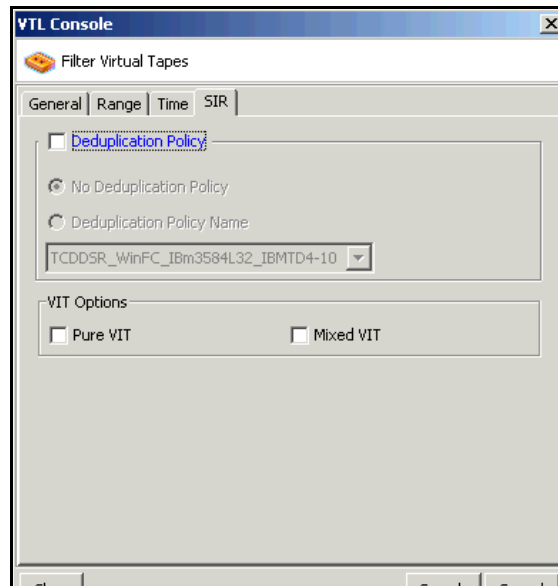 VTL Console
Filter Virtual Tapes
General Range Time SIR
Deduplication Policy
No Deduplication Policy
Deduplication Policy Name
TCDDSR_WinFC_IBm3584L32_IBMTD4-10
VIT Options
Pure VIT Mixed VIT